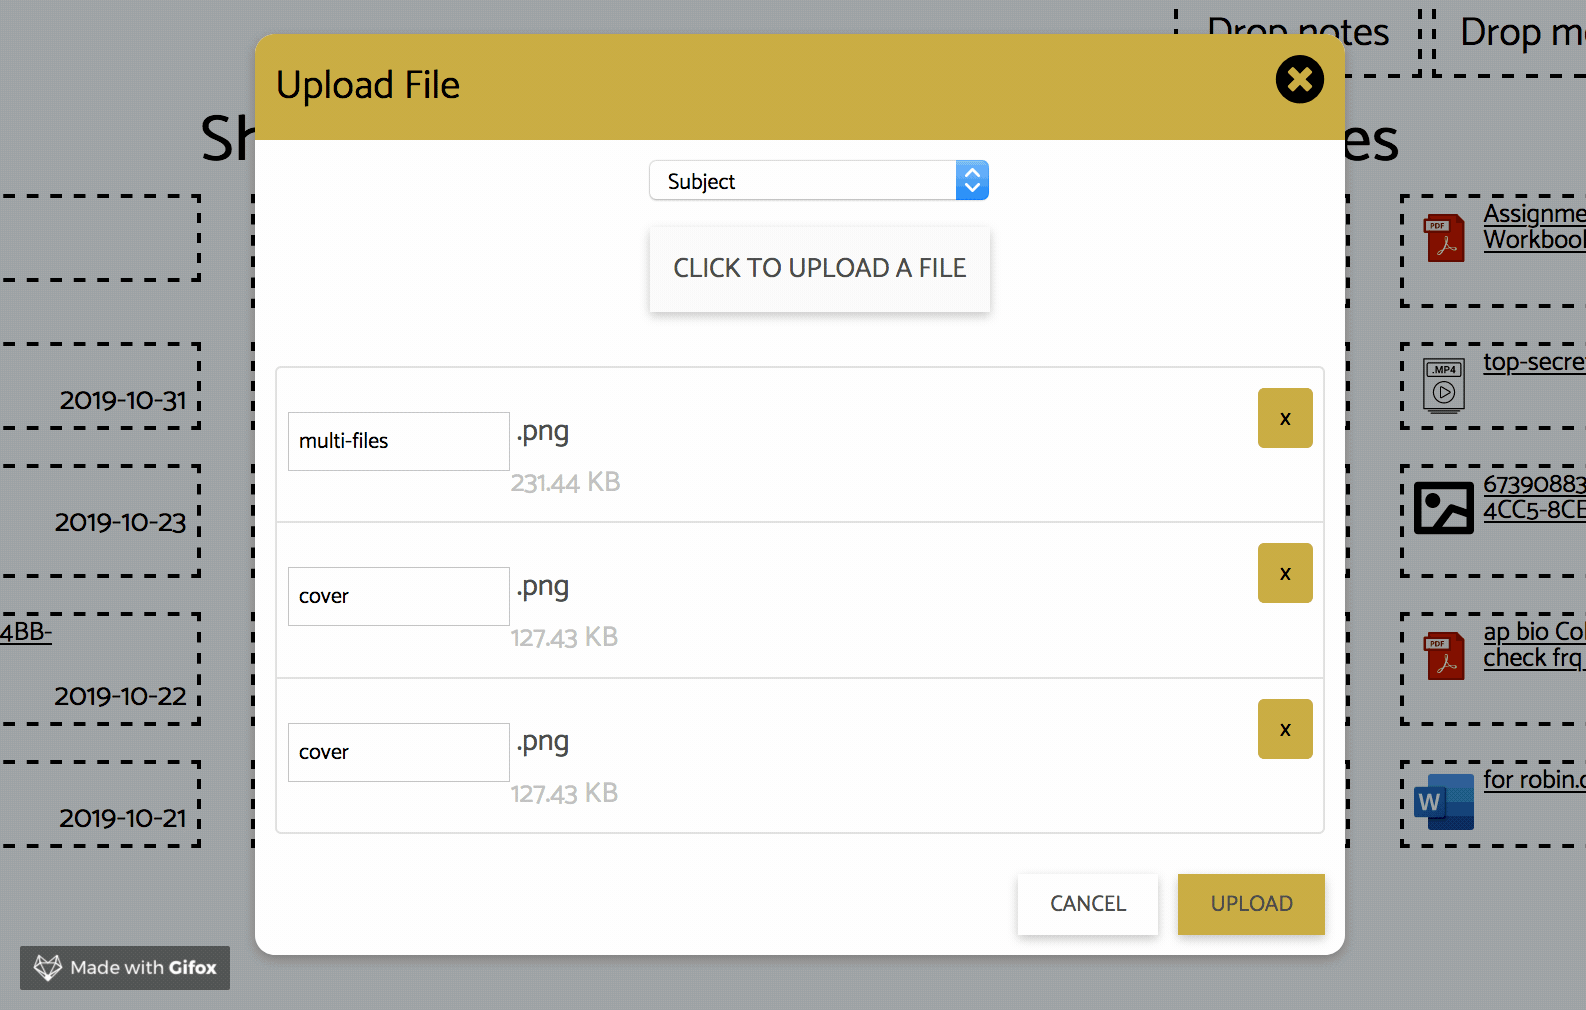 Drop notes
Drop m
Upload File
Sh
es
Subject
CLICK TO UPLOAD A FILE
multi-files
.png
x
231.44 KB
cover
.png
x
127.43 KB
cover
.png
x
127.43 KB
CANCEL
UPLOAD
2019-10-31
2019-10-23
4BB-
2019-10-22
2019-10-21
PDF
Assignme
Workbook
.MP4
top-secre
67390883
4CC5-8CE
PDF
ap bio Col
check frq
W
for robin.d
Made with Gifox